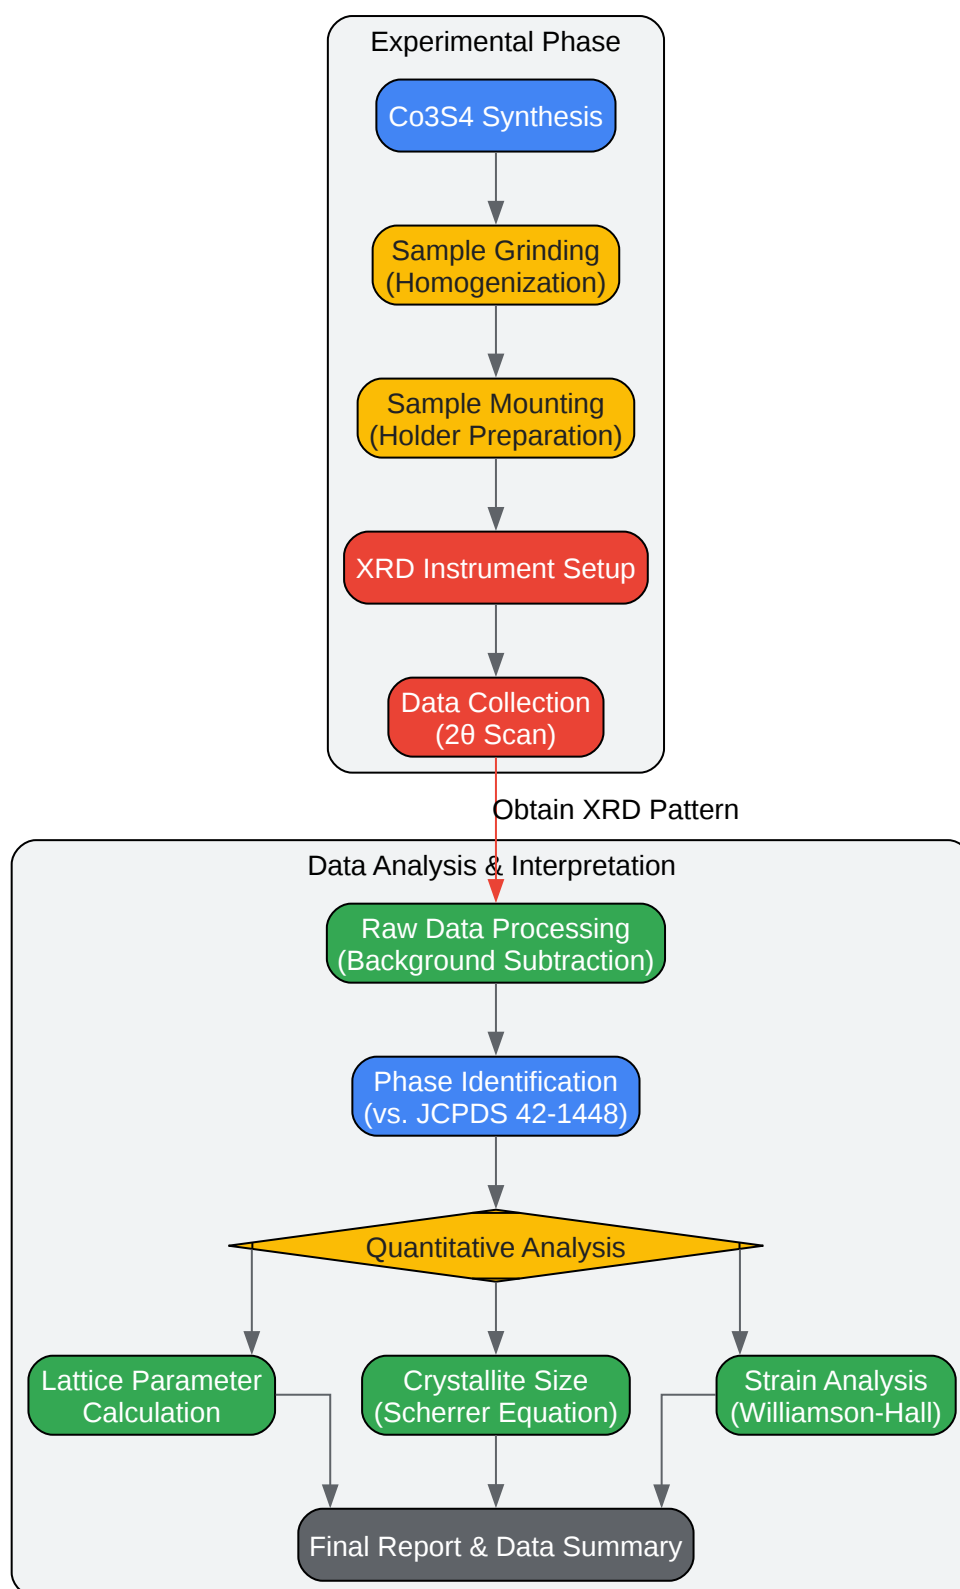 Experimental Phase
Co3S4 Synthesis
Sample Grinding
(Homogenization)
Sample Mounting
(Holder Preparation)
XRD Instrument Setup
Data Collection
(2θ Scan)
Obtain XRD Pattern
Data Analysis & Interpretation
Raw Data Processing
(Background Subtraction)
Phase Identification
(vs. JCPDS 42-1448)
Quantitative Analysis
Lattice Parameter
Calculation
Crystallite Size
(Scherrer Equation)
Strain Analysis
(Williamson-Hall)
Final Report & Data Summary